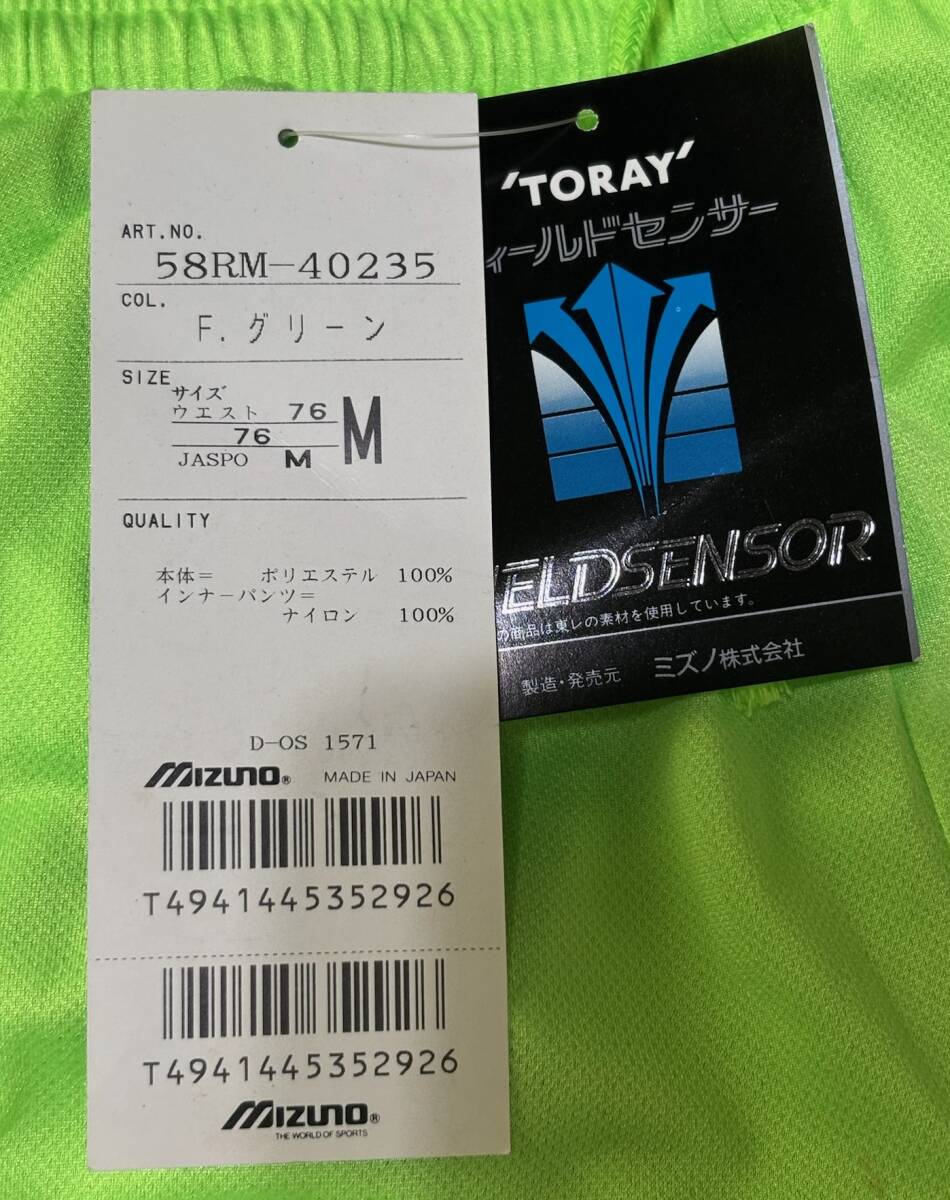 ART.NO.
58RM-40235
COL.
F.グリーン
SIZE
サイズ
ウエスト 76
76
JASPO M
M
QUALITY
本体= ポリエステル 100%
インナーパンツ=
ナイロン 100%
D-OS 1571
MIZUNO® MADE IN JAPAN
T4941445352926
T4941445352926
MIZUNO®
THE WORLD OF SPORTS
'TORAY'
ィールドセンサー
IELDSENSOR
の商品は東レの素材を使用しています。
製造・発売元 ミズノ株式会社